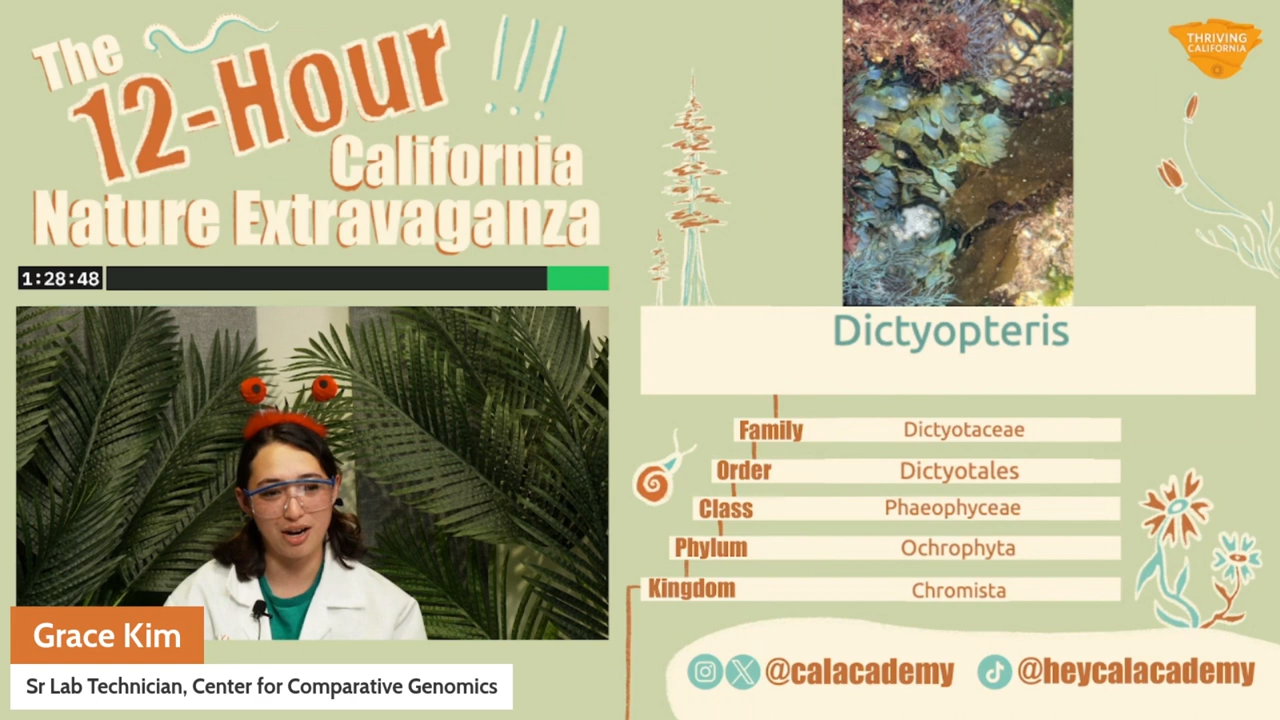 The
12-Hour !!!
California
Nature Extravaganza
THRIVING
CALIFORNIA
1:28:48
Dictyopteris
Family Dictyotaceae
Order Dictyotales
Class Phaeophyceae
Phylum Ochrophyta
Kingdom Chromista
Grace Kim
Sr Lab Technician, Center for Comparative Genomics
@calacademy @heycalacademy